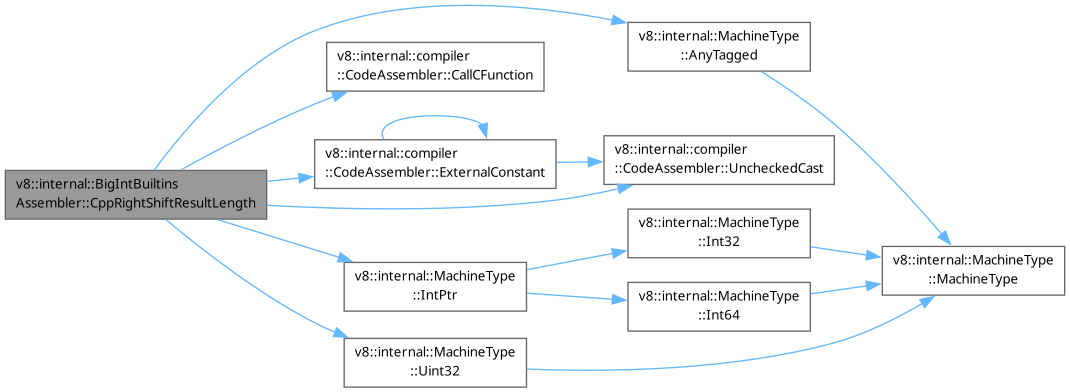 v8::internal::BigIntBuiltins
Assembler::CppRightShiftResultLength
v8::internal::compiler
::CodeAssembler::CallCFunction
v8::internal::compiler
::CodeAssembler::ExternalConstant
v8::internal::MachineType
::IntPtr
v8::internal::MachineType
::Uint32
v8::internal::MachineType
::AnyTagged
v8::internal::compiler
::CodeAssembler::UncheckedCast
v8::internal::MachineType
::Int32
v8::internal::MachineType
::Int64
v8::internal::MachineType
::MachineType